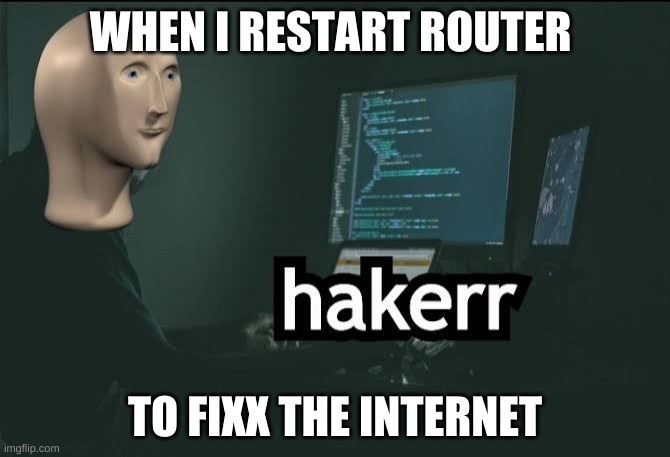 WHEN I RESTART ROUTER
hakerr
TO FIXX THE INTERNET
imgflip.com